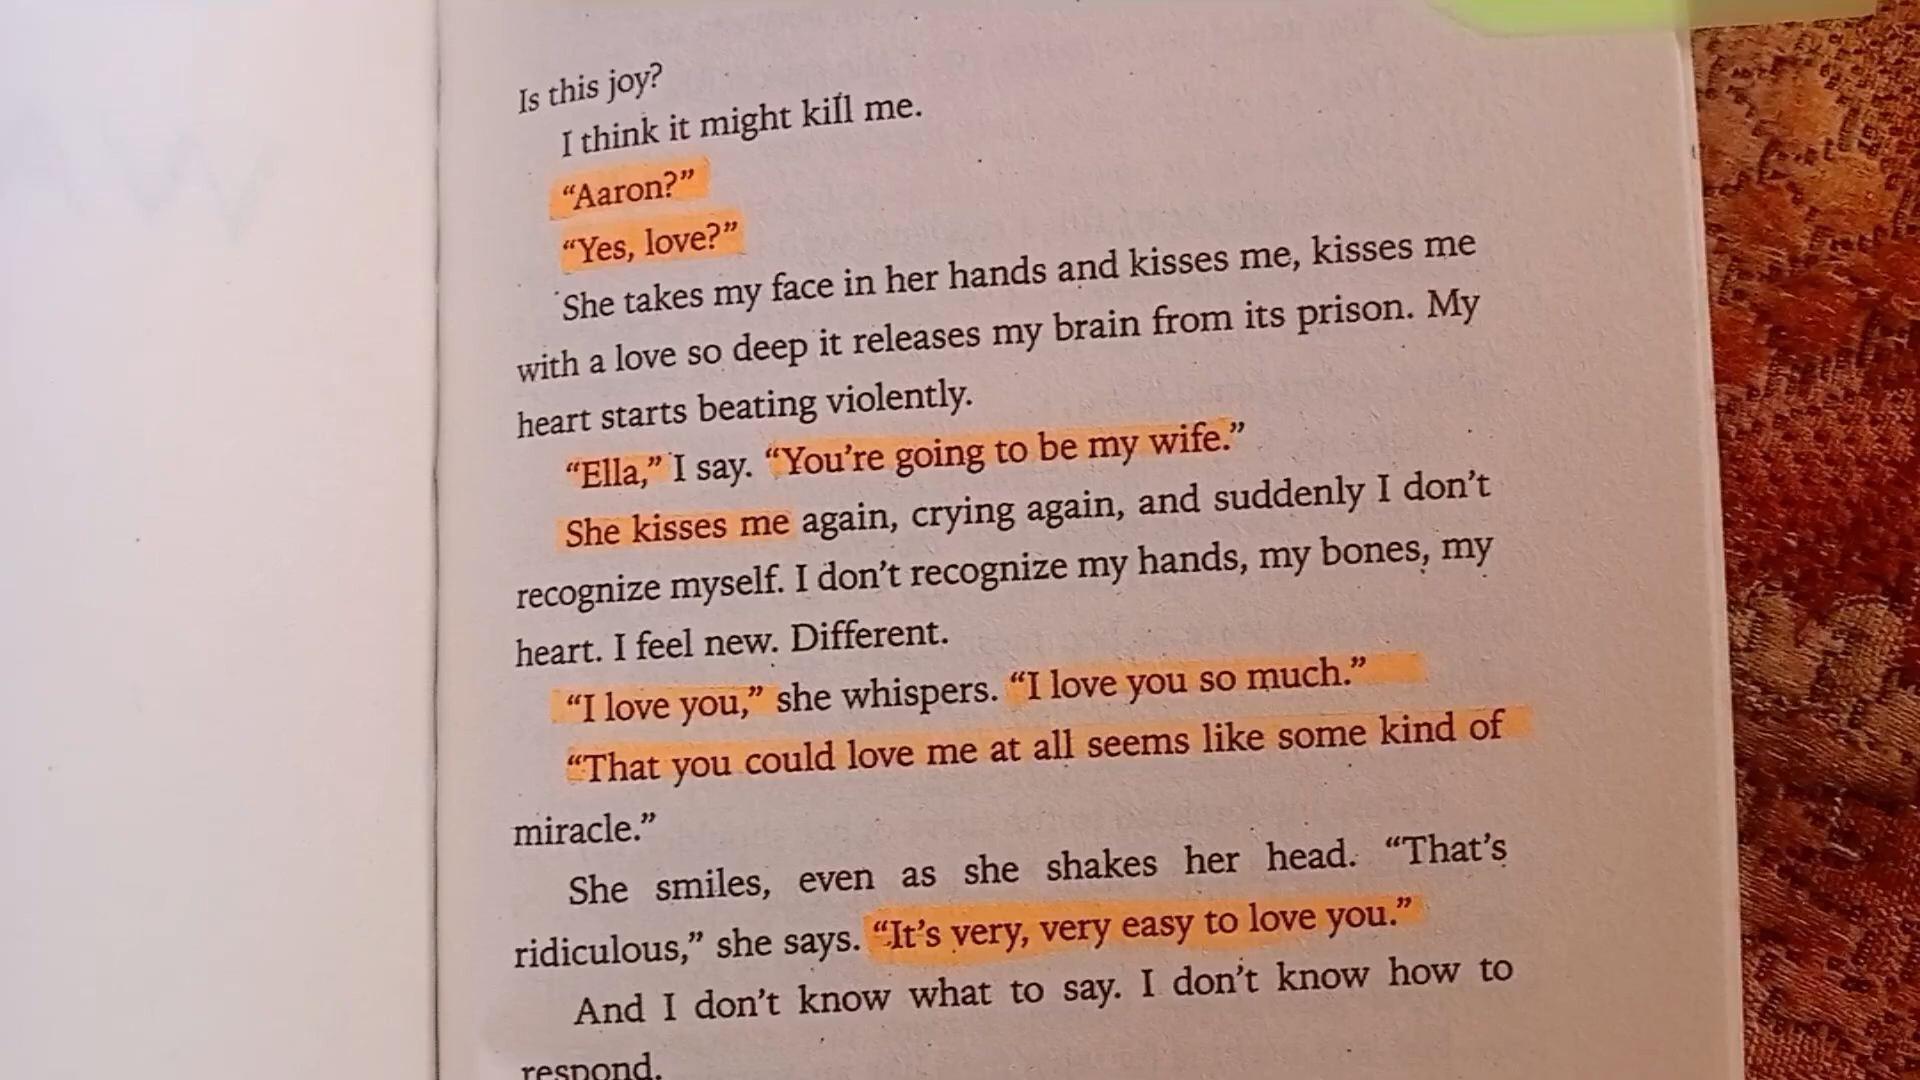 Is this joy?
I think it might kill me.
“Aaron?”
“Yes, love?”
She takes my face in her hands and kisses me, kisses me
with a love so deep it releases my brain from its prison. My
heart starts beating violently.
“Ella,” I say. “You’re going to be my wife.”
She kisses me again, crying again, and suddenly I don’t
recognize myself. I don’t recognize my hands, my bones, my
heart. I feel new. Different.
“I love you,” she whispers. “I love you so much.”
“That you could love me at all seems like some kind of
miracle.”
She smiles, even as she shakes her head. “That’s
ridiculous,” she says. “It’s very, very easy to love you.”
And I don’t know what to say. I don’t know how to
respond.